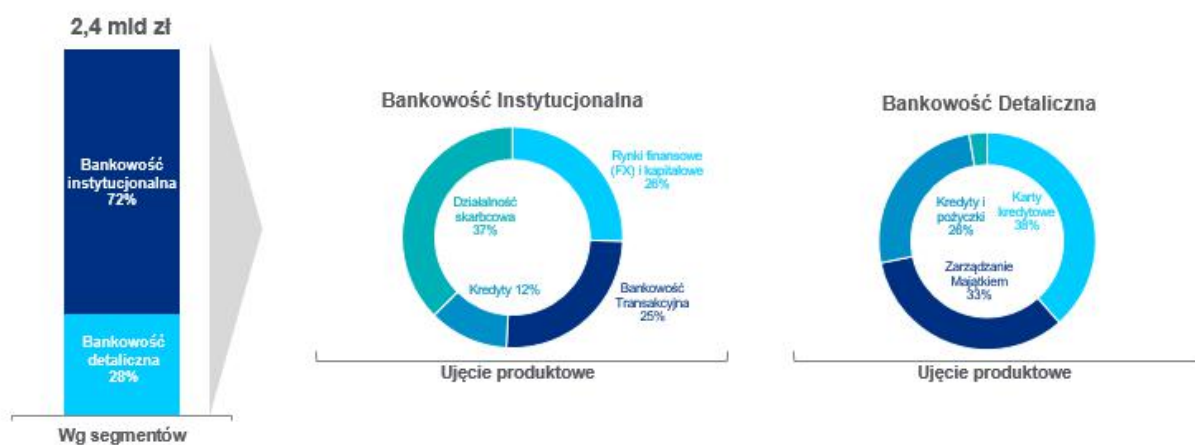 2,4 mld zł
Bankowość
instytucjonalna
72%
Bankowość
detaliczna
28%
Wg segmentów
Bankowość Instytucjonalna
Rynki finansowe
(FX) i kapitałowe
26%
Działalność
skarbcowa
37%
Kredyty 12%
Bankowość
Transakcyjna
25%
Ujęcie produktowe
Bankowość Detaliczna
Kredyty i
pożyczki
26%
Karty
kredytowe
38%
Zarządzanie
Majątkiem
33%
Ujęcie produktowe